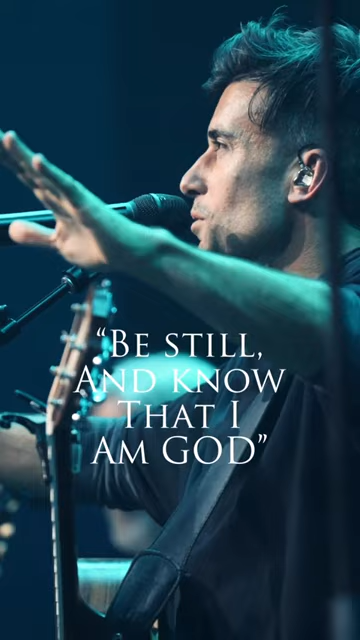 “Be still,
And know
That I
am GOD”